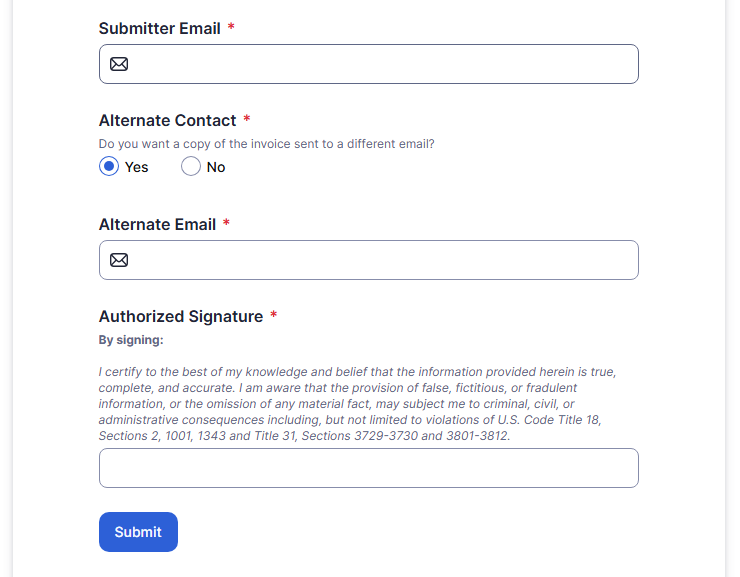 Submitter Email *
Alternate Contact *
Do you want a copy of the invoice sent to a different email?
Yes No
Alternate Email *
Authorized Signature *
By signing:
I certify to the best of my knowledge and belief that the information provided herein is true,
complete, and accurate. I am aware that the provision of false, fictitious, or fradulent
information, or the omission of any material fact, may subject me to criminal, civil, or
administrative consequences including, but not limited to violations of U.S. Code Title 18,
Sections 2, 1001, 1343 and Title 31, Sections 3729-3730 and 3801-3812.
Submit